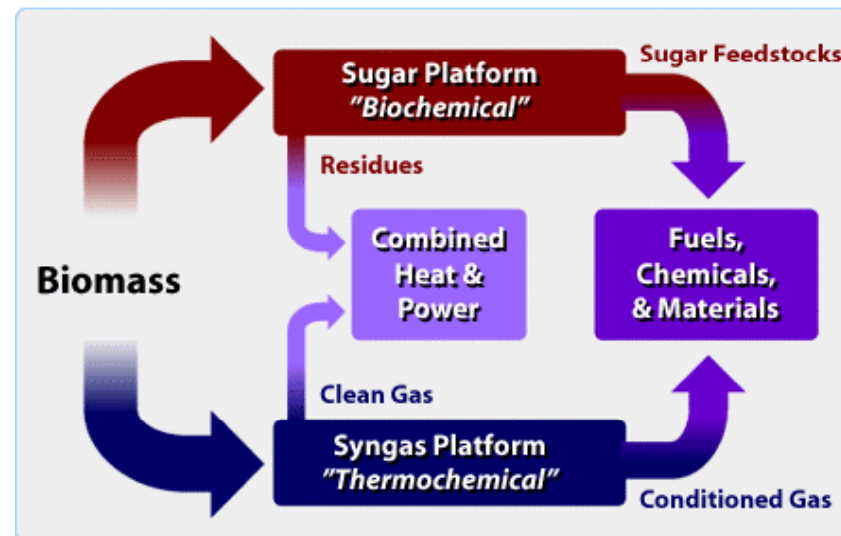 Sugar Platform
"Biochemical"
Sugar Feedstocks
Residues
Biomass
Combined
Heat &
Power
Fuels,
Chemicals,
& Materials
Clean Gas
Syngas Platform
"Thermochemical"
Conditioned Gas